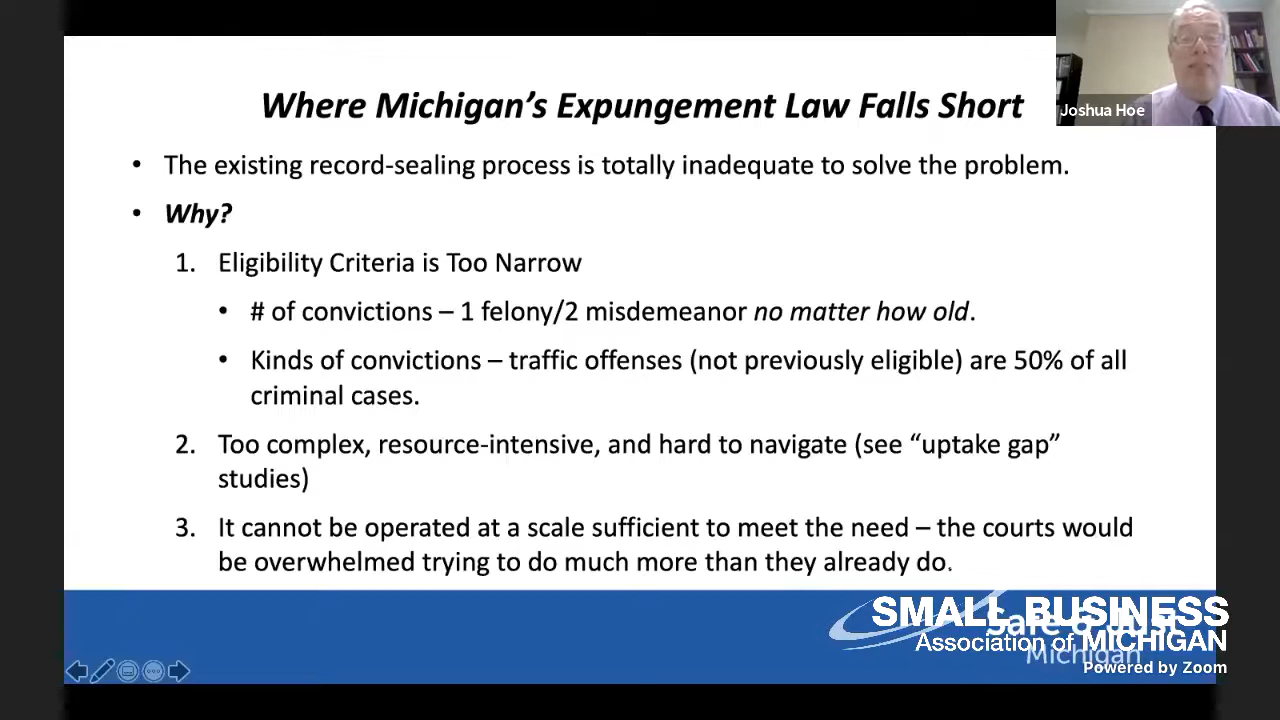 Where Michigan's Expungement Law Falls Short
Joshua Hoe
• The existing record-sealing process is totally inadequate to solve the problem.
• Why?
1. Eligibility Criteria is Too Narrow
• # of convictions – 1 felony/2 misdemeanor no matter how old.
• Kinds of convictions – traffic offenses (not previously eligible) are 50% of all
criminal cases.
2. Too complex, resource-intensive, and hard to navigate (see “uptake gap”
studies)
3. It cannot be operated at a scale sufficient to meet the need – the courts would
be overwhelmed trying to do much more than they already do.
SMALL BUSINESS
Safe & Just
Association of MICHIGAN
Michigan
Powered by Zoom